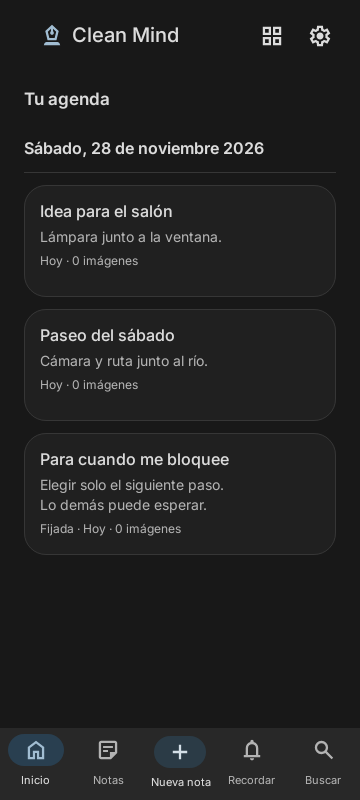 Clean Mind
Tu agenda
Sábado, 28 de noviembre 2026
Idea para el salón
Lámpara junto a la ventana.
Hoy · 0 imágenes
Paseo del sábado
Cámara y ruta junto al río.
Hoy · 0 imágenes
Para cuando me bloquee
Elegir solo el siguiente paso.
Lo demás puede esperar.
Fijada · Hoy · 0 imágenes
Inicio
Notas
Nueva nota
Recordar
Buscar